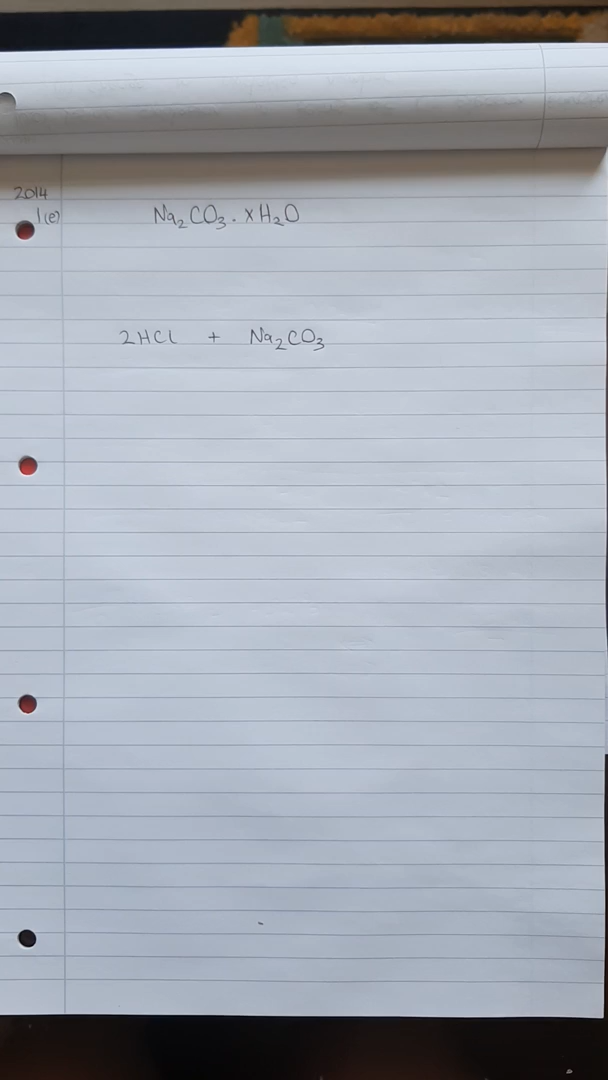 2014
1(e) Na₂CO₃ . xH₂O
2HCl + Na₂CO₃